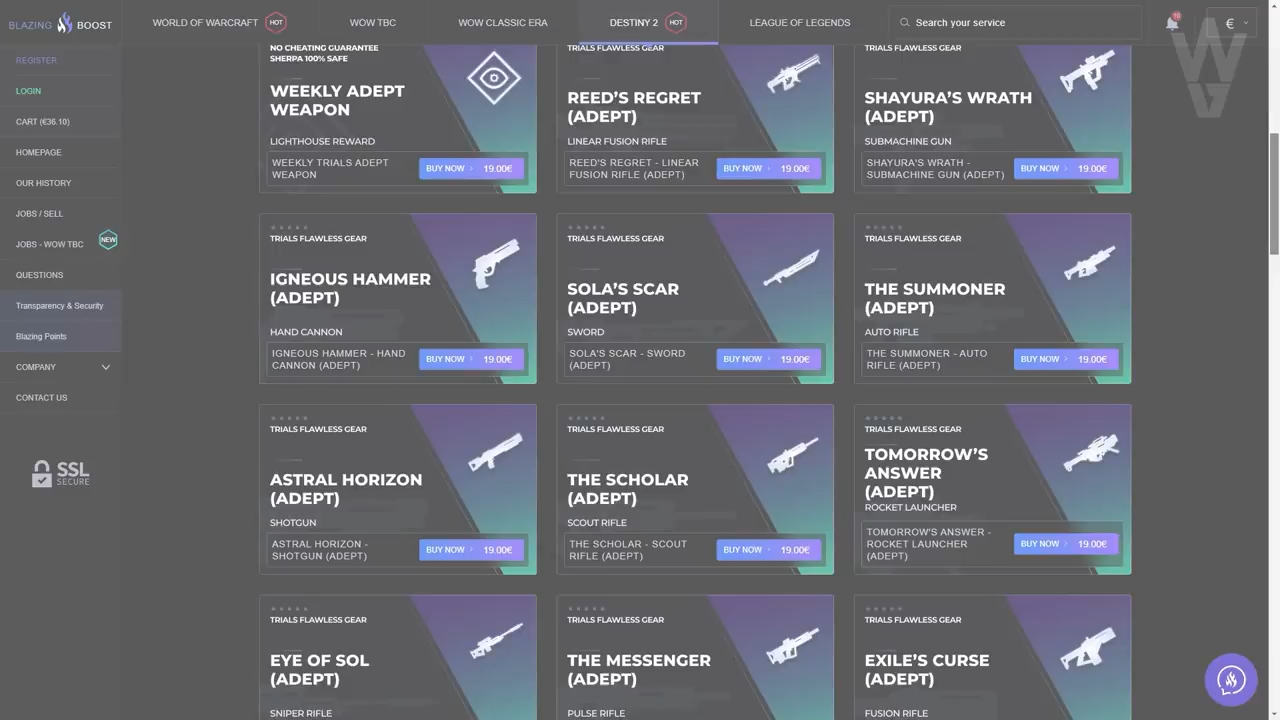 BLAZING BOOST
WORLD OF WARCRAFT HOT
WOW TBC
WOW CLASSIC ERA
DESTINY 2 HOT
LEAGUE OF LEGENDS
Search your service
10
€
REGISTER
LOGIN
CART (€36.10)
HOMEPAGE
OUR HISTORY
JOBS / SELL
JOBS - WOW TBC NEW
QUESTIONS
Transparency & Security
Blazing Points
COMPANY
CONTACT US
SSL
SECURE
NO CHEATING GUARANTEE
SHERPA 100% SAFE
WEEKLY ADEPT
WEAPON
LIGHTHOUSE REWARD
WEEKLY TRIALS ADEPT
WEAPON
BUY NOW 19.00€
TRIALS FLAWLESS GEAR
REED'S REGRET
(ADEPT)
LINEAR FUSION RIFLE
REED'S REGRET - LINEAR
FUSION RIFLE (ADEPT)
BUY NOW 19.00€
TRIALS FLAWLESS GEAR
SHAYURA'S WRATH
(ADEPT)
SUBMACHINE GUN
SHAYURA'S WRATH -
SUBMACHINE GUN (ADEPT)
BUY NOW 19.00€
TRIALS FLAWLESS GEAR
IGNEOUS HAMMER
(ADEPT)
HAND CANNON
IGNEOUS HAMMER - HAND
CANNON (ADEPT)
BUY NOW 19.00€
TRIALS FLAWLESS GEAR
SOLA'S SCAR
(ADEPT)
SWORD
SOLA'S SCAR - SWORD
(ADEPT)
BUY NOW 19.00€
TRIALS FLAWLESS GEAR
THE SUMMONER
(ADEPT)
AUTO RIFLE
THE SUMMONER - AUTO
RIFLE (ADEPT)
BUY NOW 19.00€
TRIALS FLAWLESS GEAR
ASTRAL HORIZON
(ADEPT)
SHOTGUN
ASTRAL HORIZON -
SHOTGUN (ADEPT)
BUY NOW 19.00€
TRIALS FLAWLESS GEAR
THE SCHOLAR
(ADEPT)
SCOUT RIFLE
THE SCHOLAR - SCOUT
RIFLE (ADEPT)
BUY NOW 19.00€
TRIALS FLAWLESS GEAR
TOMORROW'S
ANSWER
(ADEPT)
ROCKET LAUNCHER
TOMORROW'S ANSWER -
ROCKET LAUNCHER
(ADEPT)
BUY NOW 19.00€
TRIALS FLAWLESS GEAR
EYE OF SOL
(ADEPT)
SNIPER RIFLE
TRIALS FLAWLESS GEAR
THE MESSENGER
(ADEPT)
PULSE RIFLE
TRIALS FLAWLESS GEAR
EXILE'S CURSE
(ADEPT)
FUSION RIFLE